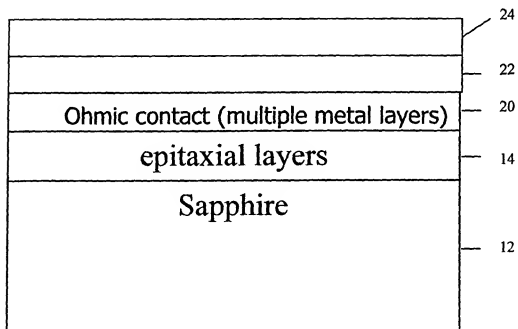 24
22
Ohmic contact (multiple metal layers) 20
epitaxial layers 14
Sapphire
12